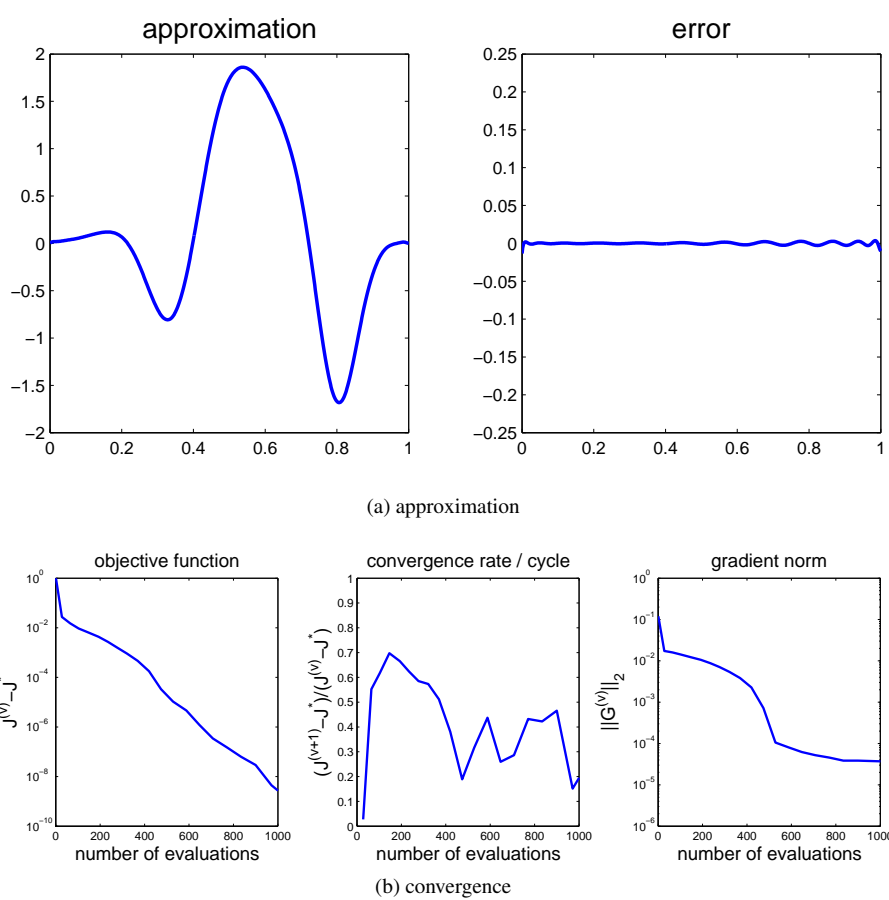 approximation
2
1.5
1
0.5
0
−0.5
−1
−1.5
−2
0 0.2 0.4 0.6 0.8 1
error
0.25
0.2
0.15
0.1
0.05
0
−0.05
−0.1
−0.15
−0.2
−0.25
0 0.2 0.4 0.6 0.8 1
(a) approximation
objective function
J^(v)−J^*
10^0
10^−2
10^−4
10^−6
10^−8
10^−10
0 200 400 600 800 1000
number of evaluations
convergence rate / cycle
(J^(v+1)−J^*)/(J^(v)−J^*)
1
0.9
0.8
0.7
0.6
0.5
0.4
0.3
0.2
0.1
0
0 200 400 600 800 1000
number of evaluations
gradient norm
||G^(v)||_2
10^0
10^−1
10^−2
10^−3
10^−4
10^−5
10^−6
0 200 400 600 800 1000
number of evaluations
(b) convergence